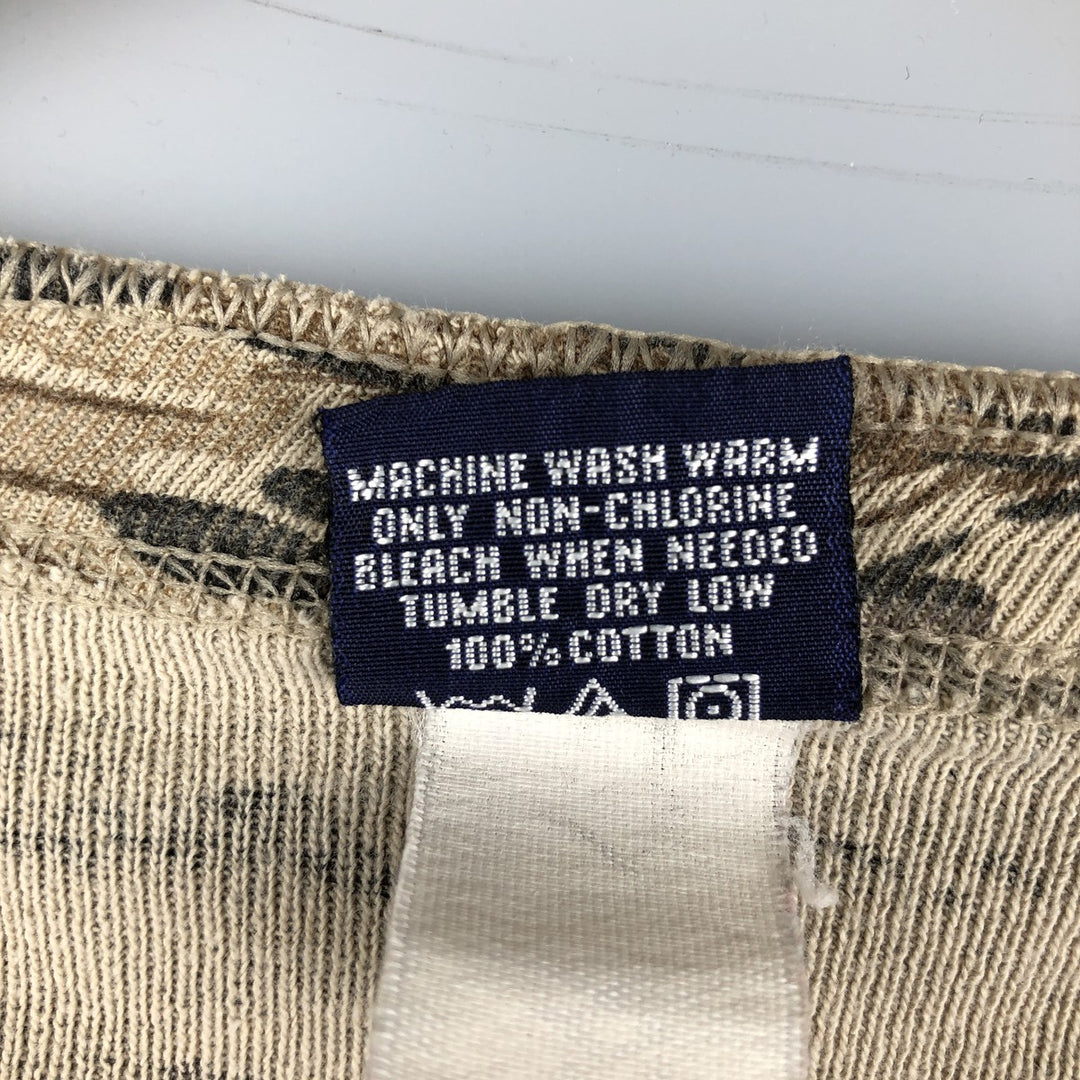 MACHINE WASH WARM
ONLY NON-CHLORINE
BLEACH WHEN NEEDED
TUMBLE DRY LOW
100% COTTON